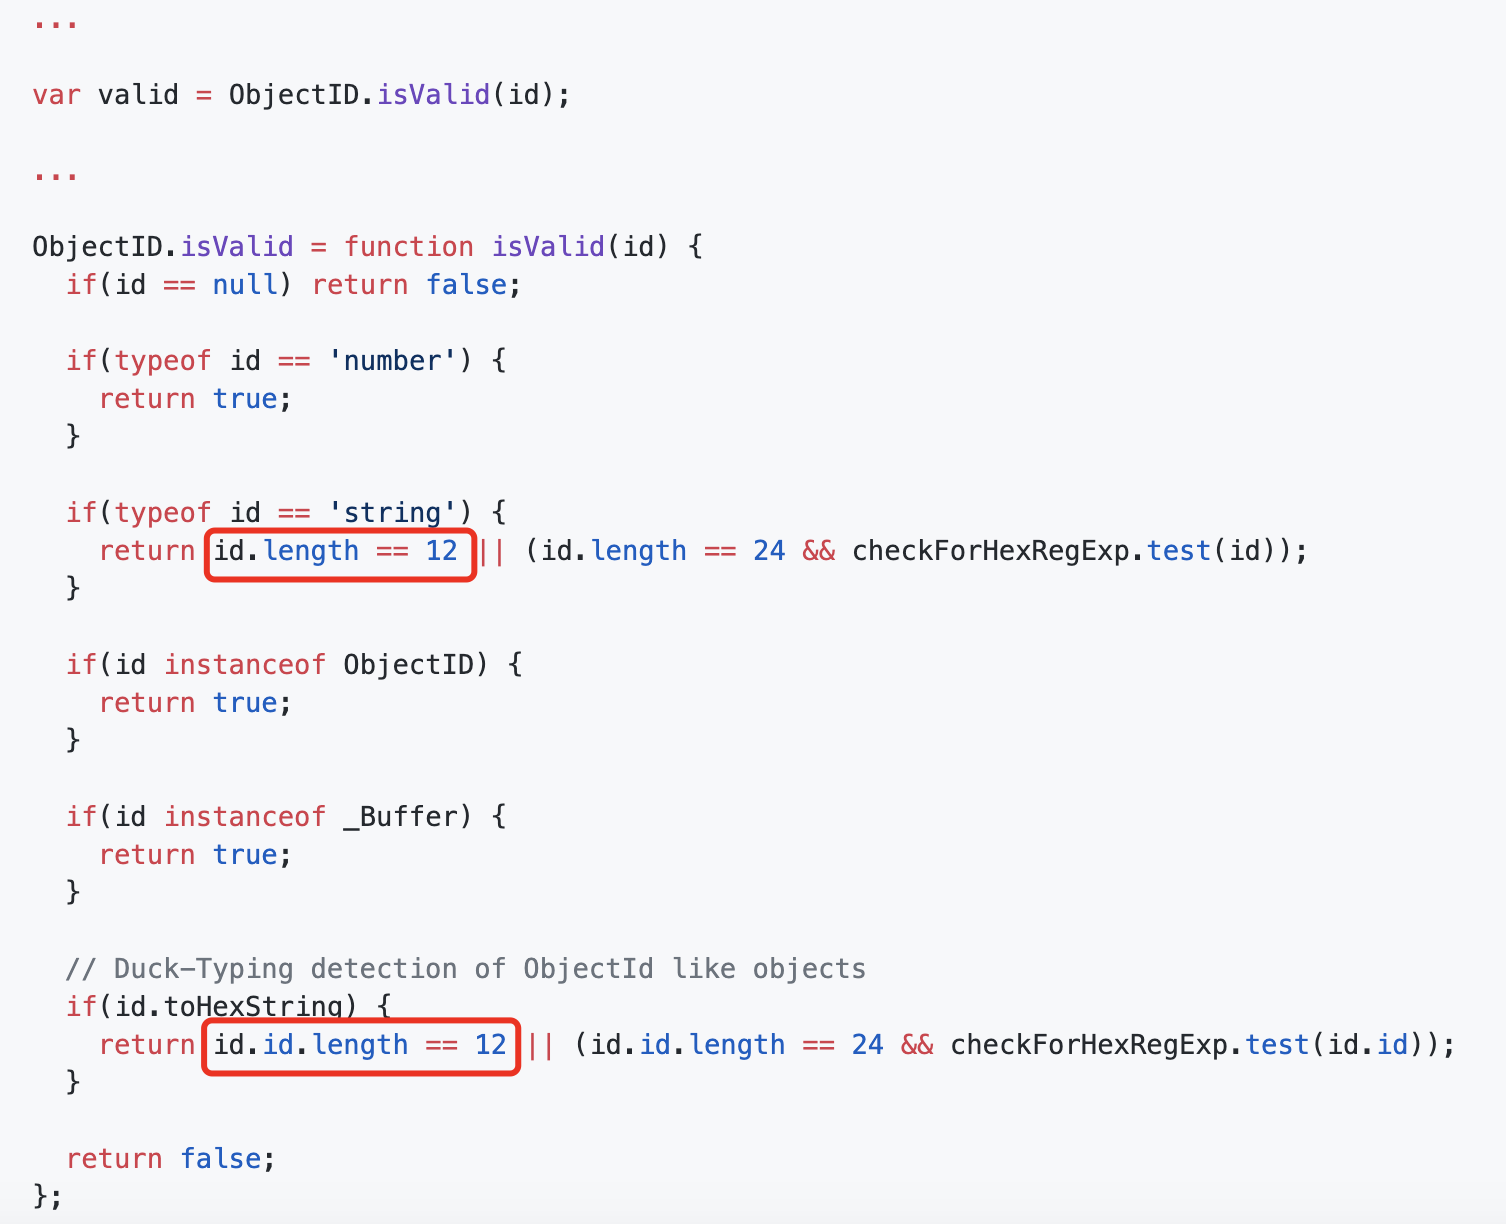 ...
var valid = ObjectID.isValid(id);
...
ObjectID.isValid = function isValid(id) {
  if(id == null) return false;
  if(typeof id == 'number') {
    return true;
  }
  if(typeof id == 'string') {
    return id.length == 12 || (id.length == 24 && checkForHexRegExp.test(id));
  }
  if(id instanceof ObjectID) {
    return true;
  }
  if(id instanceof _Buffer) {
    return true;
  }
  // Duck-Typing detection of ObjectId like objects
  if(id.toHexString) {
    return id.id.length == 12 || (id.id.length == 24 && checkForHexRegExp.test(id.id));
  }
  return false;
};